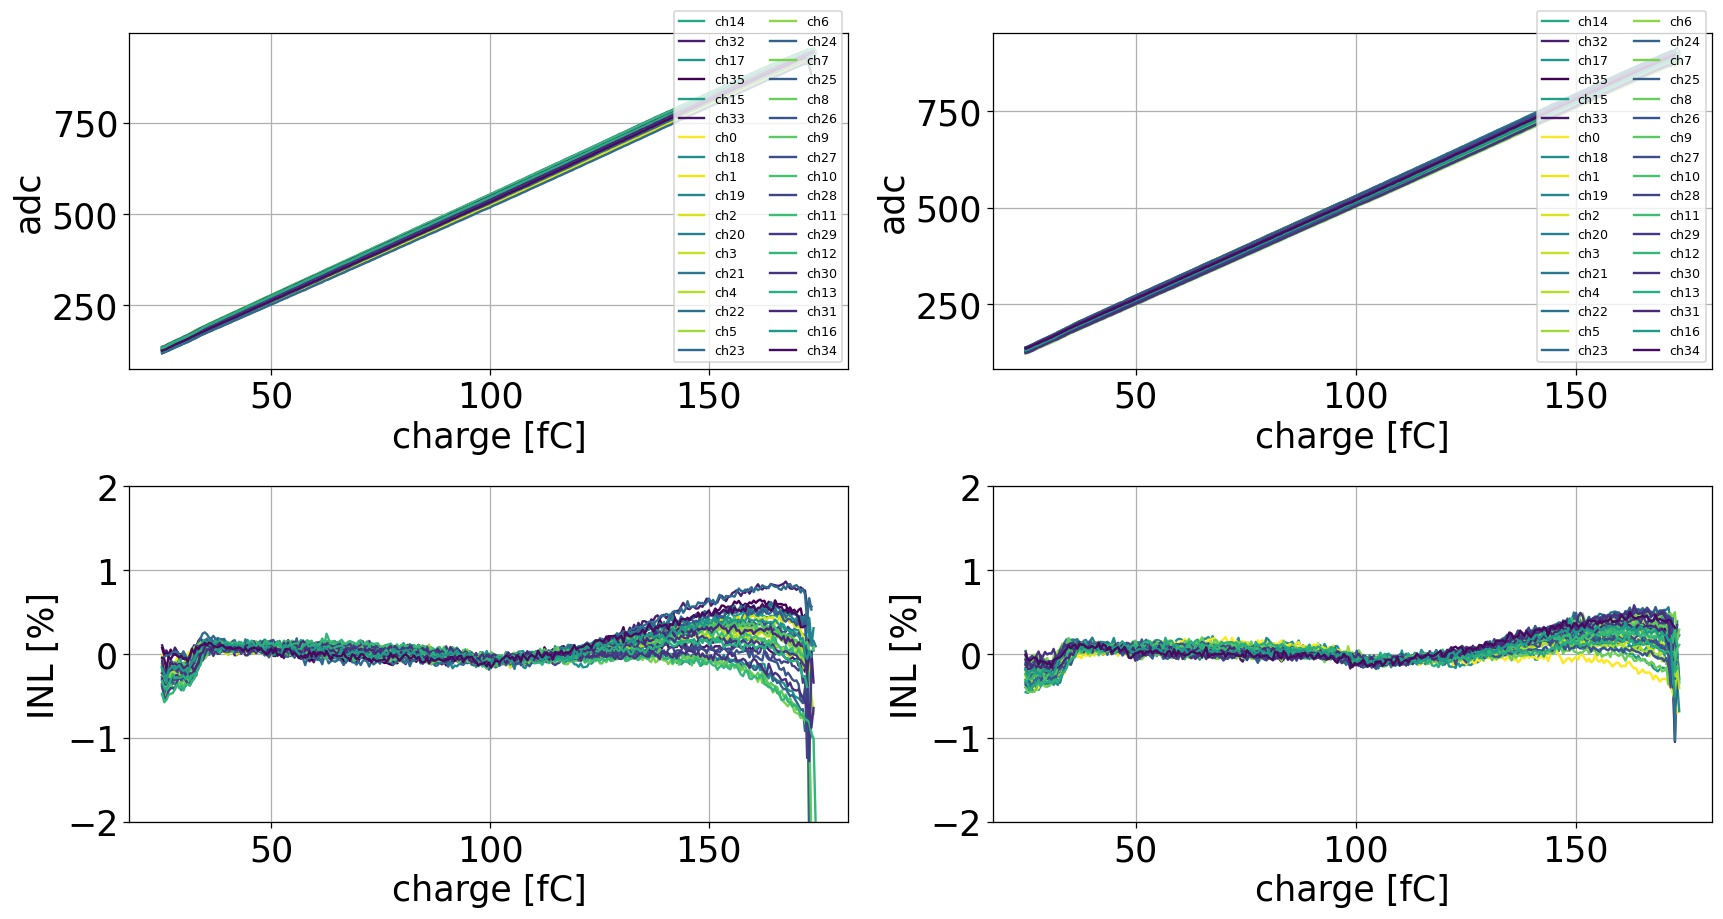 adc
750
500
250
50
100
150
charge [fC]
ch14
ch32
ch17
ch35
ch15
ch33
ch0
ch18
ch1
ch19
ch2
ch20
ch3
ch21
ch4
ch22
ch5
ch23
ch6
ch24
ch7
ch25
ch8
ch26
ch9
ch27
ch10
ch28
ch11
ch29
ch12
ch30
ch13
ch31
ch16
ch34
adc
750
500
250
50
100
150
charge [fC]
ch14
ch32
ch17
ch35
ch15
ch33
ch0
ch18
ch1
ch19
ch2
ch20
ch3
ch21
ch4
ch22
ch5
ch23
ch6
ch24
ch7
ch25
ch8
ch26
ch9
ch27
ch10
ch28
ch11
ch29
ch12
ch30
ch13
ch31
ch16
ch34
INL [%]
2
1
0
−1
−2
50
100
150
charge [fC]
INL [%]
2
1
0
−1
−2
50
100
150
charge [fC]